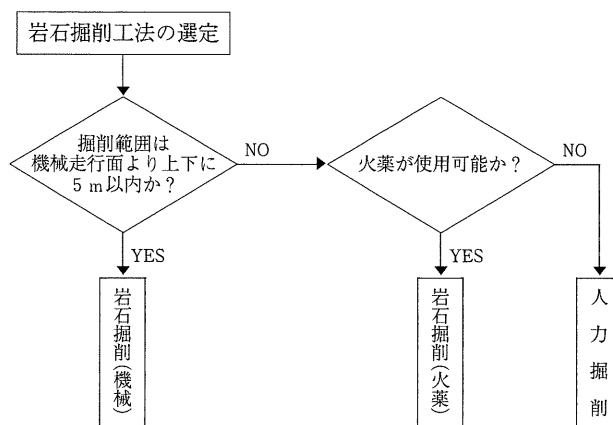 岩石掘削工法の選定
掘削範囲は
機械走行面より上下に
5m以内か？
NO
火薬が使用可能か？
NO
YES
YES
岩石掘削(機械)
岩石掘削(火薬)
人力掘削